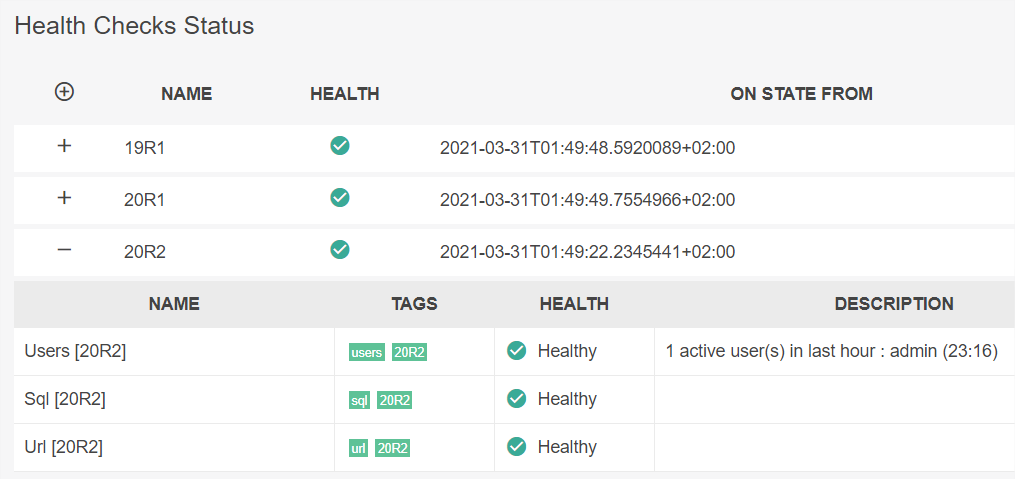 Health Checks Status
NAME HEALTH ON STATE FROM
19R1 2021-03-31T01:49:48.5920089+02:00
20R1 2021-03-31T01:49:49.7554966+02:00
20R2 2021-03-31T01:49:22.2345441+02:00
NAME TAGS HEALTH DESCRIPTION
Users [20R2] users 20R2 Healthy 1 active user(s) in last hour : admin (23:16)
Sql [20R2] sql 20R2 Healthy
Url [20R2] url 20R2 Healthy